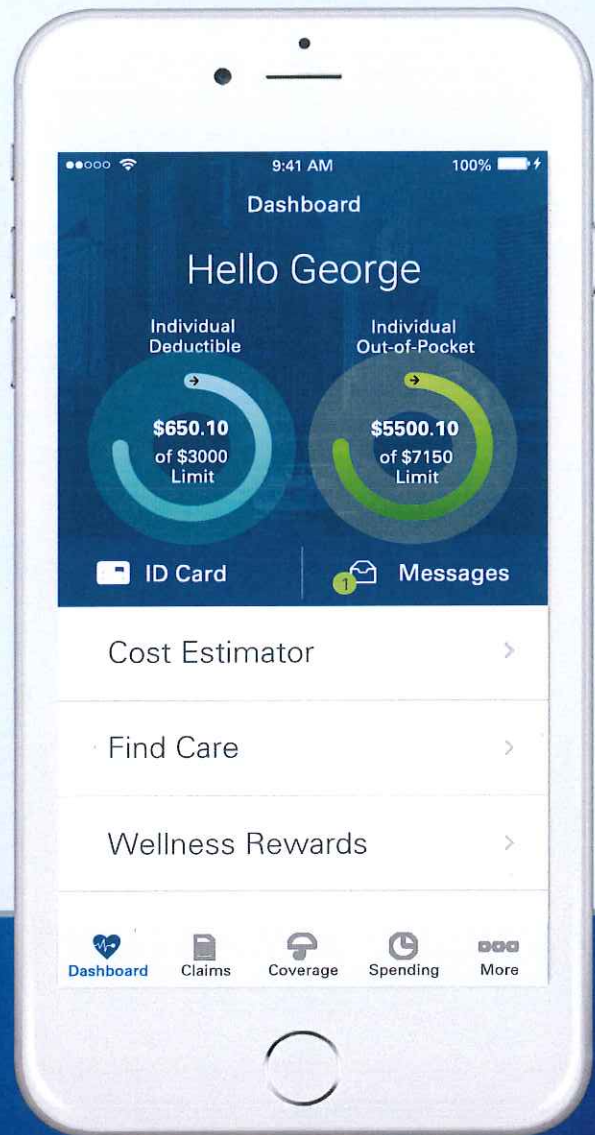 9:41 AM
100%
Dashboard
Hello George
Individual
Deductible
Individual
Out-of-Pocket
$650.10
of $3000
Limit
$5500.10
of $7150
Limit
ID Card
1
Messages
Cost Estimator
Find Care
Wellness Rewards
Dashboard
Claims
Coverage
Spending
More